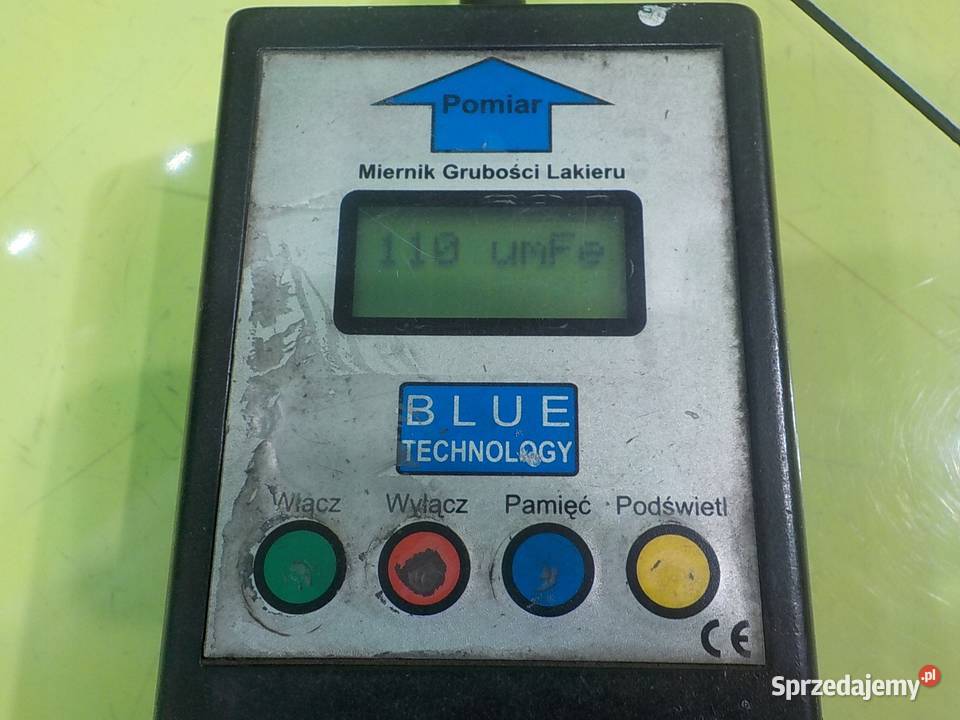 Pomiar
Miernik Grubości Lakieru
110 umFe
BLUE
TECHNOLOGY
Włącz Wyłącz Pamięć Podświetl
CE
Sprzedajemy.pl